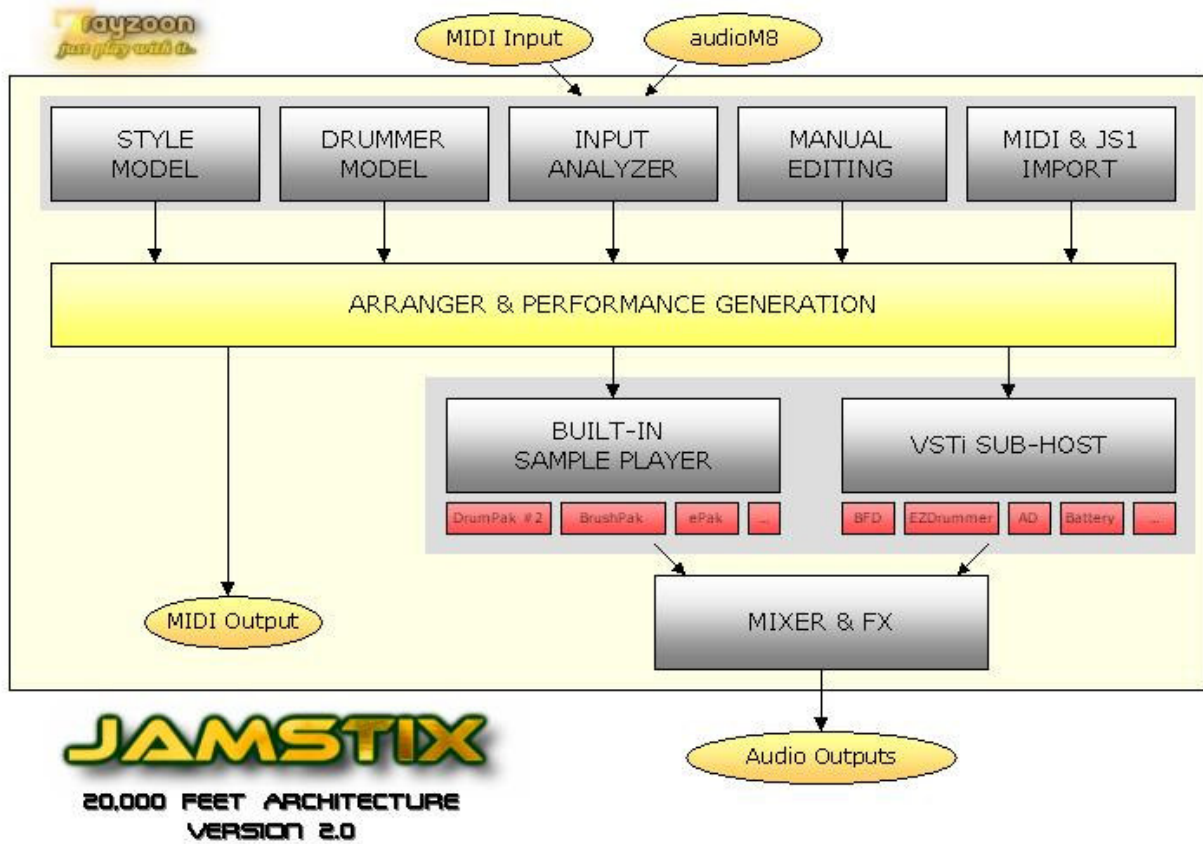 rayzoon
just play with it.
MIDI Input
audioM8
STYLE
MODEL
DRUMMER
MODEL
INPUT
ANALYZER
MANUAL
EDITING
MIDI & JS1
IMPORT
ARRANGER & PERFORMANCE GENERATION
BUILT-IN
SAMPLE PLAYER
VSTi SUB-HOST
DrumPak #2
BrushPak
ePak
...
BFD
EZDrummer
AD
Battery
...
MIDI Output
MIXER & FX
Audio Outputs
JAMSTIX
20,000 FEET ARCHITECTURE
VERSION 2.0